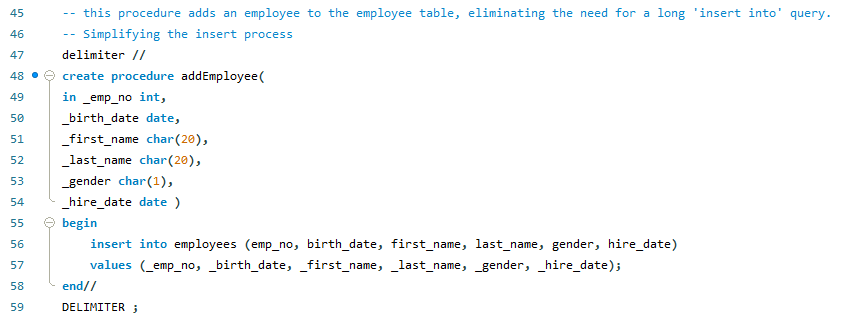 45 -- this procedure adds an employee to the employee table, eliminating the need for a long 'insert into' query.
46 -- Simplifying the insert process
47 delimiter //
48 create procedure addEmployee(
49 in _emp_no int,
50 _birth_date date,
51 _first_name char(20),
52 _last_name char(20),
53 _gender char(1),
54 _hire_date date )
55 begin
56 insert into employees (emp_no, birth_date, first_name, last_name, gender, hire_date)
57 values (_emp_no, _birth_date, _first_name, _last_name, _gender, _hire_date);
58 end//
59 DELIMITER ;